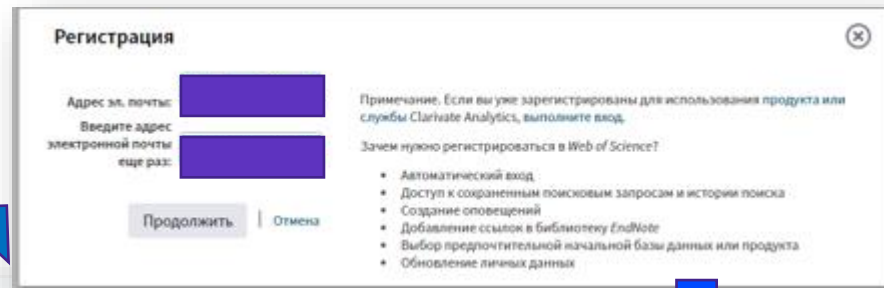 Регистрация
Адрес эл. почты:
Введите адрес
электронной почты
еще раз:
Продолжить | Отмена
Примечание. Если вы уже зарегистрированы для использования продукта или
службы Clarivate Analytics, выполните вход.
Зачем нужно регистрироваться в Web of Science?
• Автоматический вход
• Доступ к сохраненным поисковым запросам и истории поиска
• Создание оповещений
• Добавление ссылок в библиотеку EndNote
• Выбор предпочтительной начальной базы данных или продукта
• Обновление личных данных